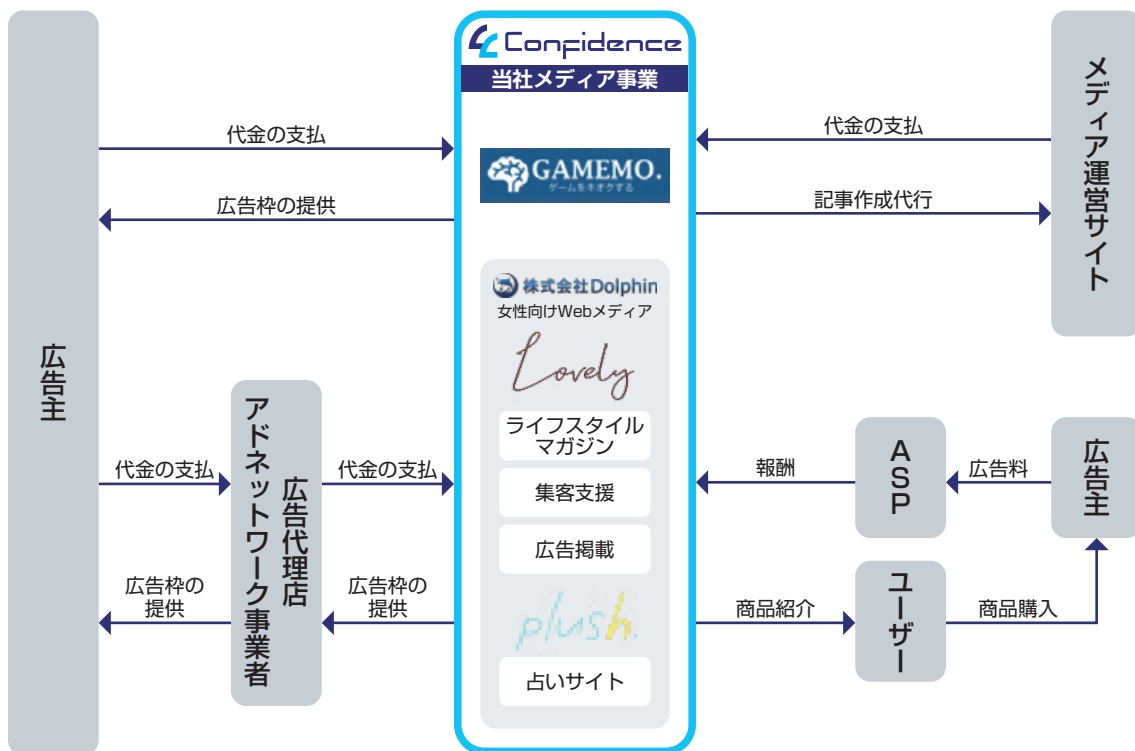 Confidence
当社メディア事業
広告主
代金の支払
広告枠の提供
GAMEMO.
ゲームをキオクする
代金の支払
記事作成代行
メディア運営サイト
株式会社Dolphin
女性向けWebメディア
Lovely
ライフスタイル
マガジン
集客支援
広告掲載
plush.
占いサイト
代金の支払
広告枠の
提供
広告代理店
アドネットワーク事業者
代金の支払
広告枠の
提供
報酬
ASP
広告料
広告主
商品紹介
ユーザー
商品購入